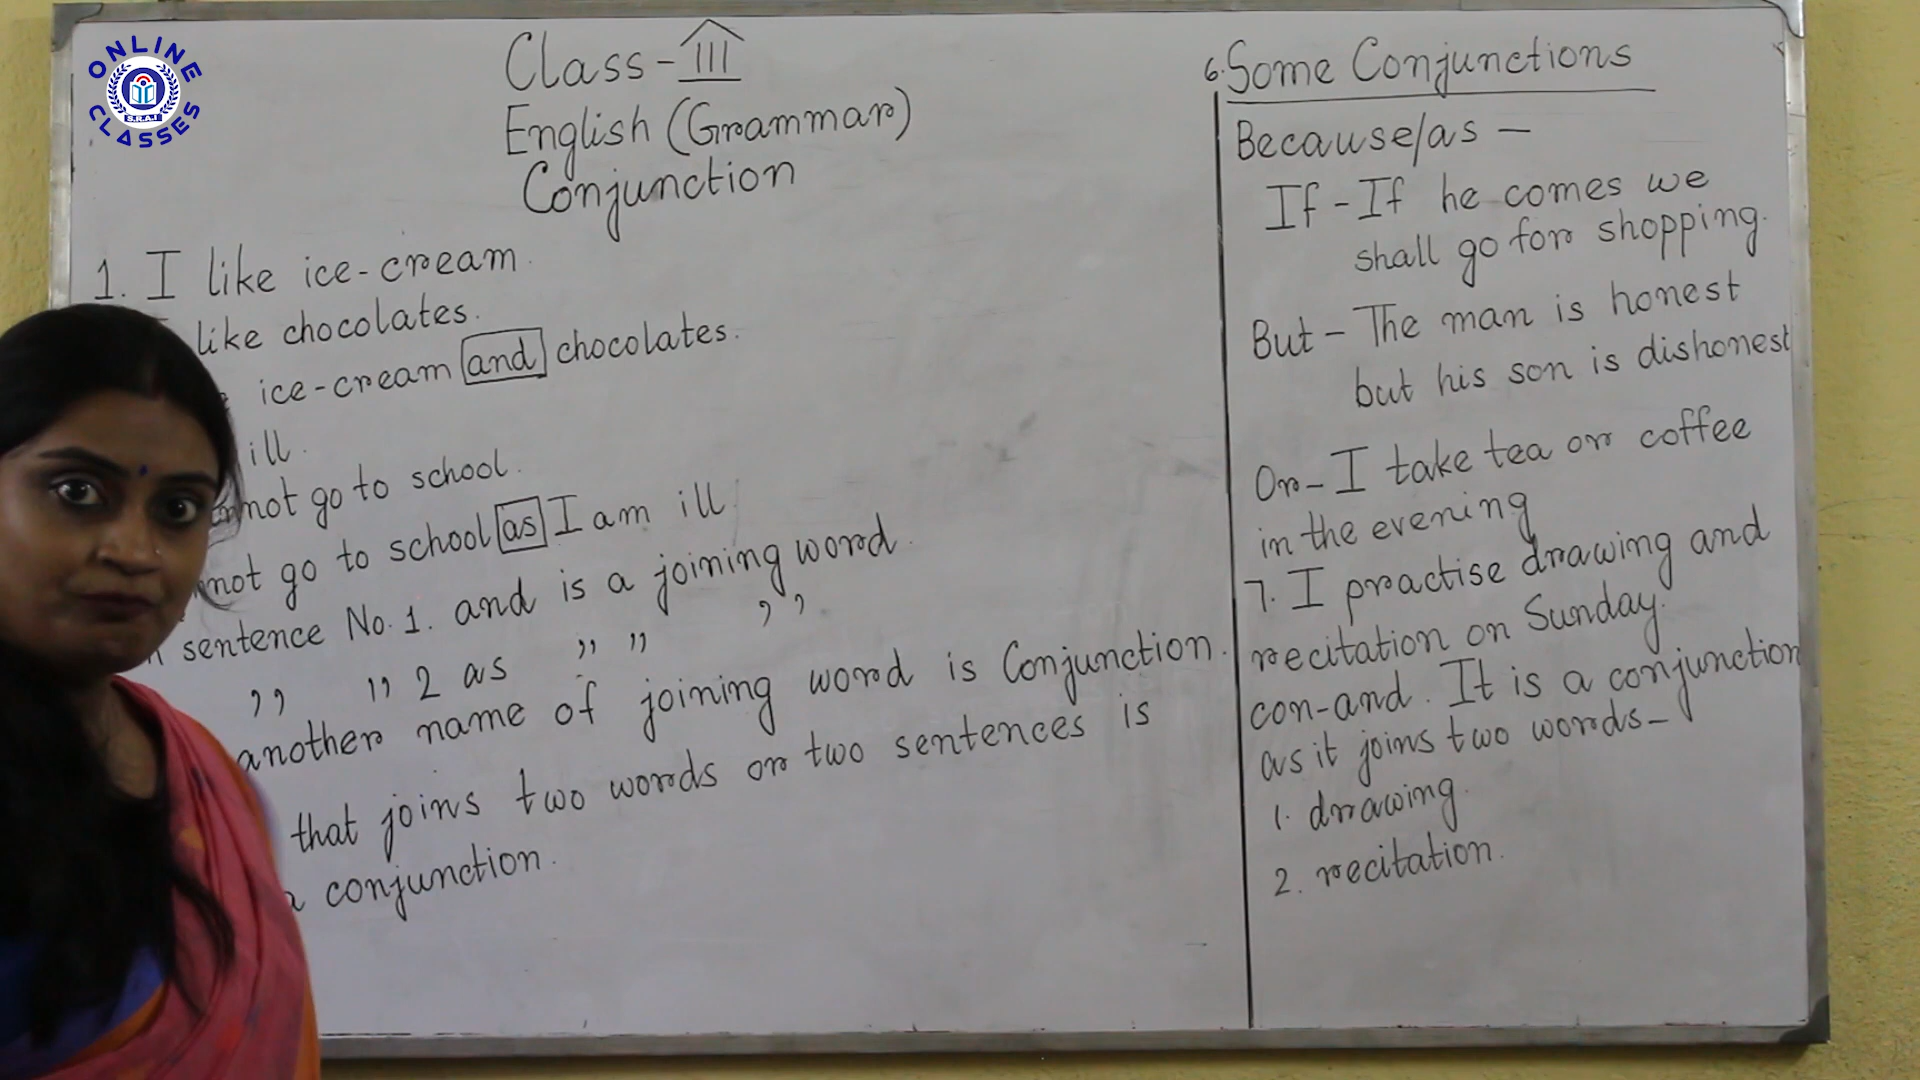 ONLINE CLASSES
S.R.A.J
Class - III
English (Grammar)
Conjunction
1. I like ice-cream.
like chocolates.
ice-cream and chocolates.
ill.
not go to school.
not go to school as I am ill
sentence No. 1. and is a joining word.
,, ,, 2 as ,, ,, ,, ,,
another name of joining word is Conjunction.
that joins two words or two sentences is
a conjunction.
6. Some Conjunctions
Because/as —
If - If he comes we
shall go for shopping.
But - The man is honest
but his son is dishonest
Or - I take tea or coffee
in the evening
7. I practise drawing and
recitation on Sunday.
con-and. It is a conjunction
as it joins two words-
1. drawing.
2. recitation.